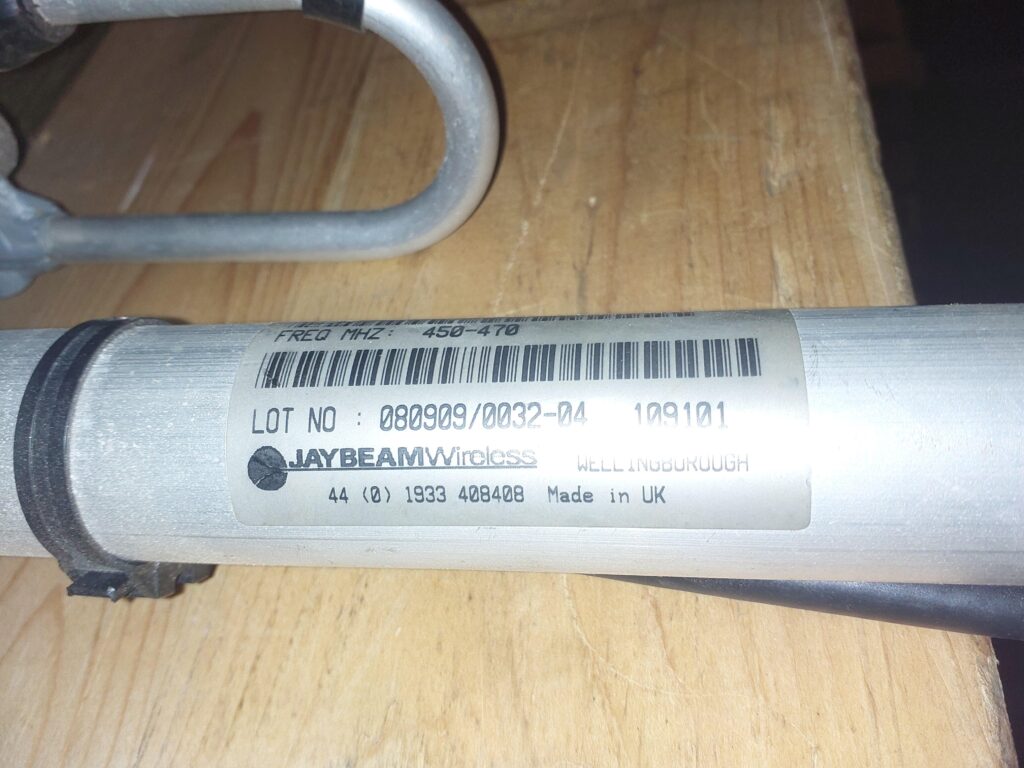 FREQ MHZ: 450-470
LOT NO : 080909/0032-04 109101
JAYBEAMWireless WELLINGBOROUGH
44 (0) 1933 408408 Made in UK